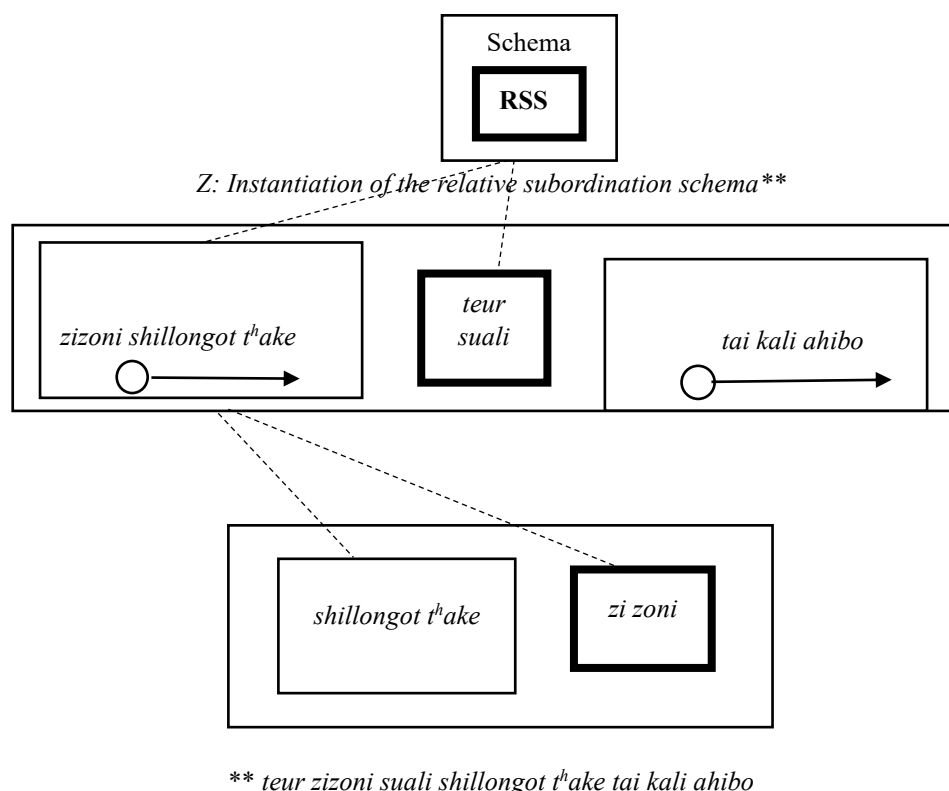 Schema
RSS
Z: Instantiation of the relative subordination schema**
zizoni shillongot tʰake
teur
suali
tai kali ahibo
shillongot tʰake
zi zoni
** teur zizoni suali shillongot tʰake tai kali ahibo